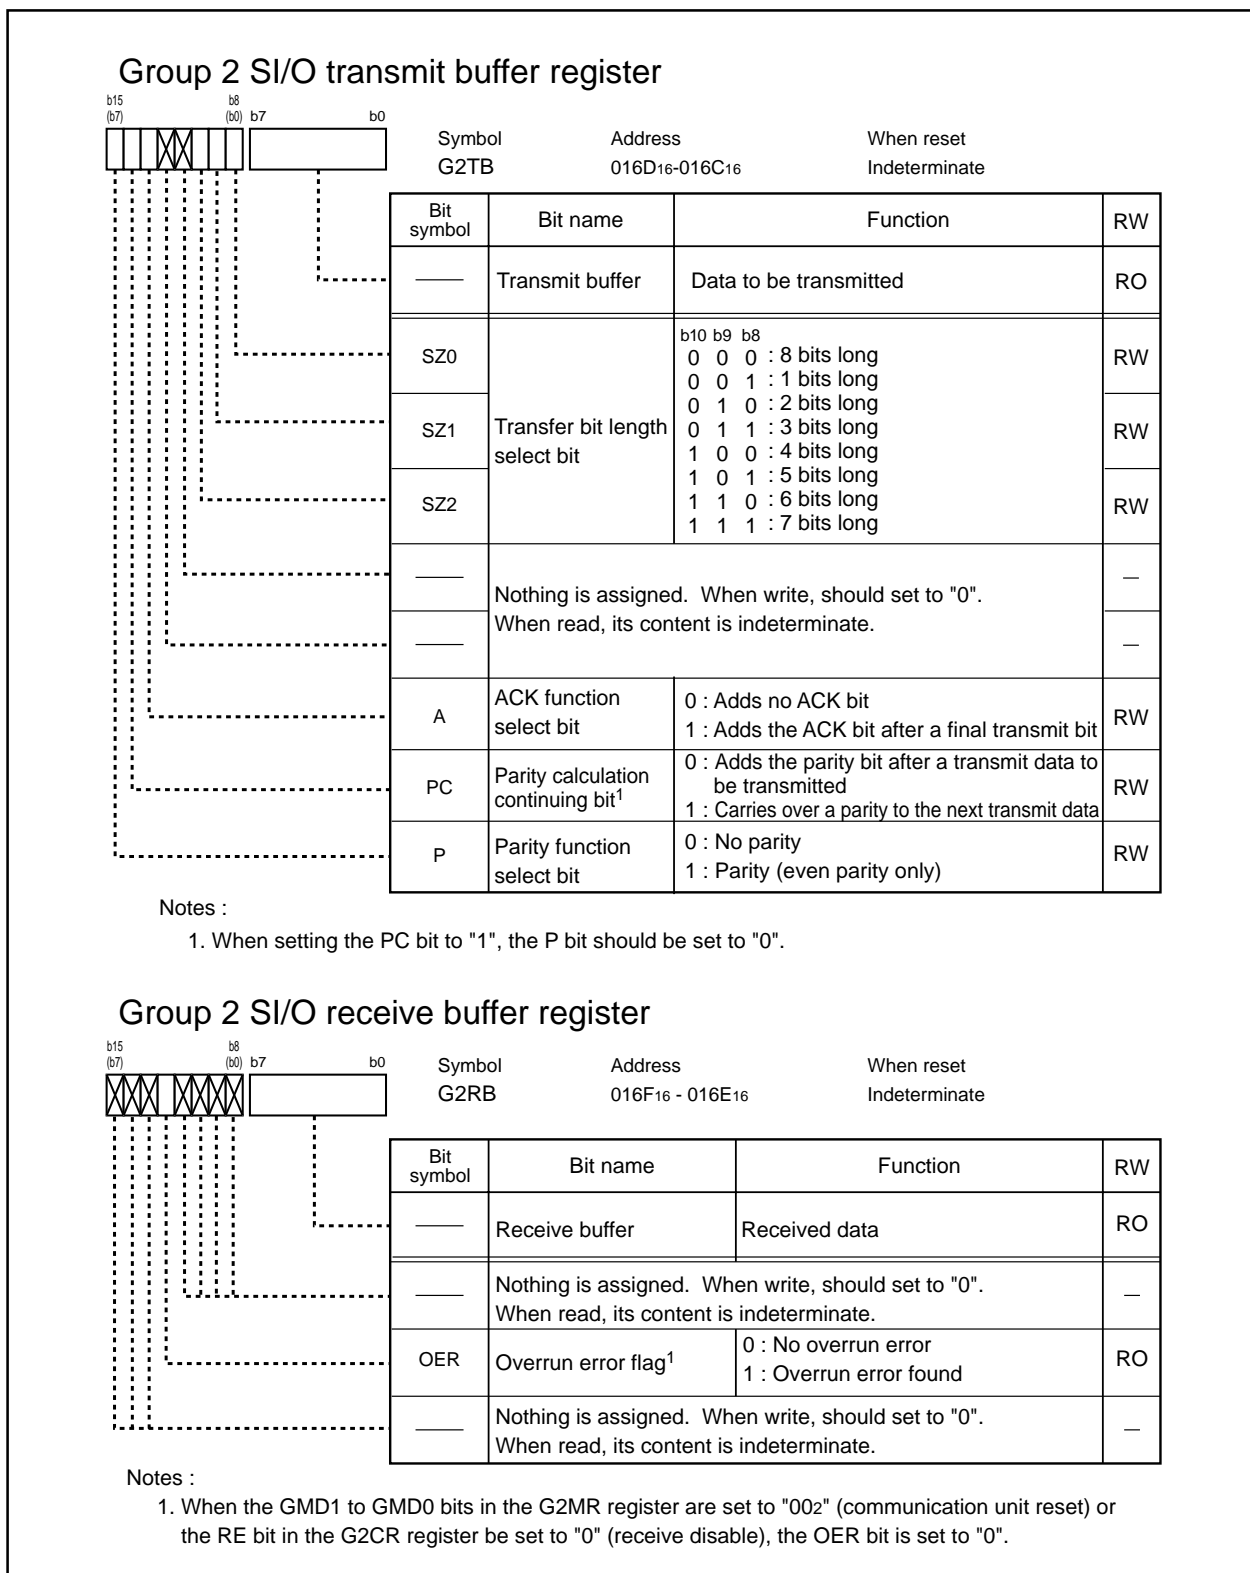 Group 2 SI/O transmit buffer register
b15 b8
(b7) (b0) b7 b0
Symbol Address When reset
G2TB 016D16-016C16 Indeterminate
Bit symbol Bit name Function RW
Transmit buffer Data to be transmitted RO
b10 b9 b8
SZ0 0 0 0 : 8 bits long RW
0 0 1 : 1 bits long
0 1 0 : 2 bits long
SZ1 Transfer bit length select bit 0 1 1 : 3 bits long RW
1 0 0 : 4 bits long
1 0 1 : 5 bits long
SZ2 1 1 0 : 6 bits long RW
1 1 1 : 7 bits long
Nothing is assigned. When write, should set to "0". –
When read, its content is indeterminate. –
A ACK function select bit 0 : Adds no ACK bit RW
1 : Adds the ACK bit after a final transmit bit
PC Parity calculation continuing bit1 0 : Adds the parity bit after a transmit data to be transmitted RW
1 : Carries over a parity to the next transmit data
P Parity function select bit 0 : No parity RW
1 : Parity (even parity only)
Notes :
1. When setting the PC bit to "1", the P bit should be set to "0".
Group 2 SI/O receive buffer register
b15 b8
(b7) (b0) b7 b0
Symbol Address When reset
G2RB 016F16 - 016E16 Indeterminate
Bit symbol Bit name Function RW
Receive buffer Received data RO
Nothing is assigned. When write, should set to "0". –
When read, its content is indeterminate.
OER Overrun error flag1 0 : No overrun error RO
1 : Overrun error found
Nothing is assigned. When write, should set to "0". –
When read, its content is indeterminate.
Notes :
1. When the GMD1 to GMD0 bits in the G2MR register are set to "002" (communication unit reset) or
the RE bit in the G2CR register be set to "0" (receive disable), the OER bit is set to "0".